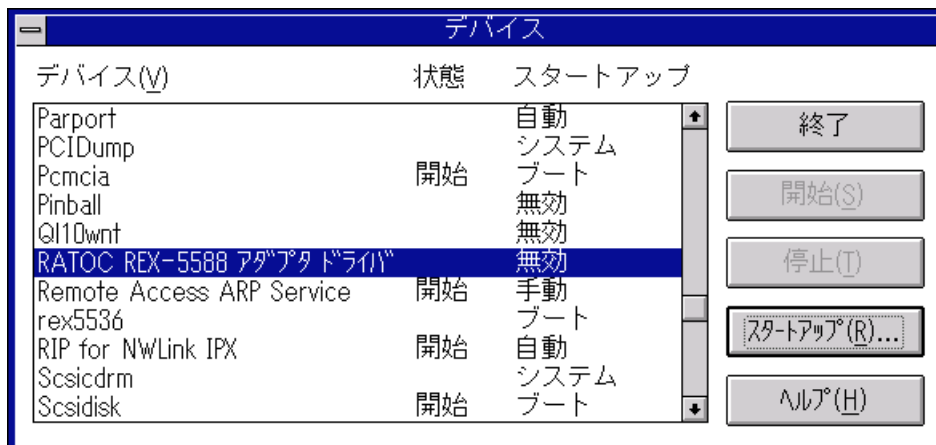 デバイス
デバイス(V) 状態 スタートアップ
Parport 自動
PCIDump システム
Pcmcia 開始 ブート
Pinball 無効
Ql10wnt 無効
RATOC REX-5588 ｱﾀﾞﾌﾟﾀ ﾄﾞﾗｲﾊﾞ 無効
Remote Access ARP Service 開始 手動
rex5536 ブート
RIP for NWLink IPX 開始 自動
Scsicdrm システム
Scsidisk 開始 ブート
終了
開始(S)
停止(T)
ｽﾀｰﾄｱｯﾌﾟ(R)...
ﾍﾙﾌﾟ(H)